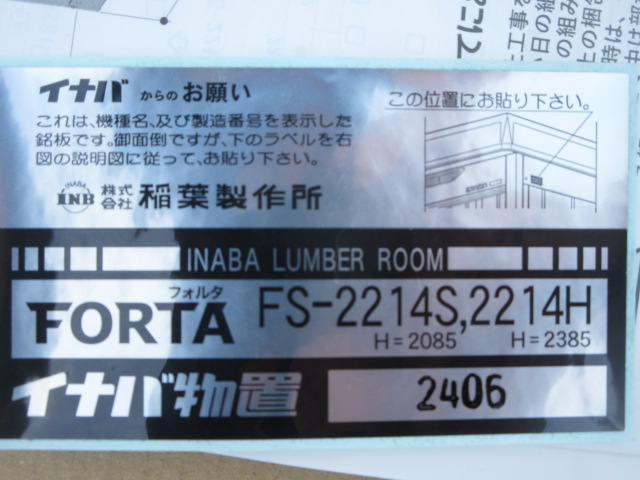 イナバからのお願い
これは、機種名、及び製造番号を表示した
銘板です。御面倒ですが、下のラベルを右
図の説明図に従って、お貼り下さい。
INABA
INB
株式会社 稲葉製作所
この位置にお貼り下さい。
INABA LUMBER ROOM
フォルタ
FORTA FS-2214S,2214H
H=2085 H=2385
イナバ物置 2406